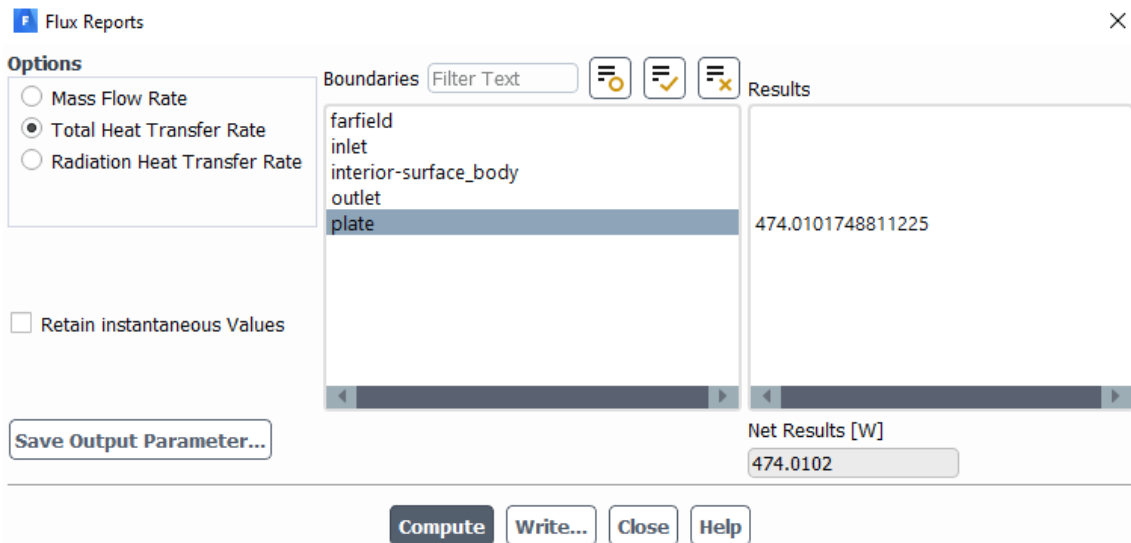 Flux Reports
Options
Mass Flow Rate
Total Heat Transfer Rate
Radiation Heat Transfer Rate
Retain instantaneous Values
Save Output Parameter...
Boundaries Filter Text
farfield
inlet
interior-surface_body
outlet
plate
Results
474.0101748811225
Net Results [W]
474.0102
Compute Write... Close Help